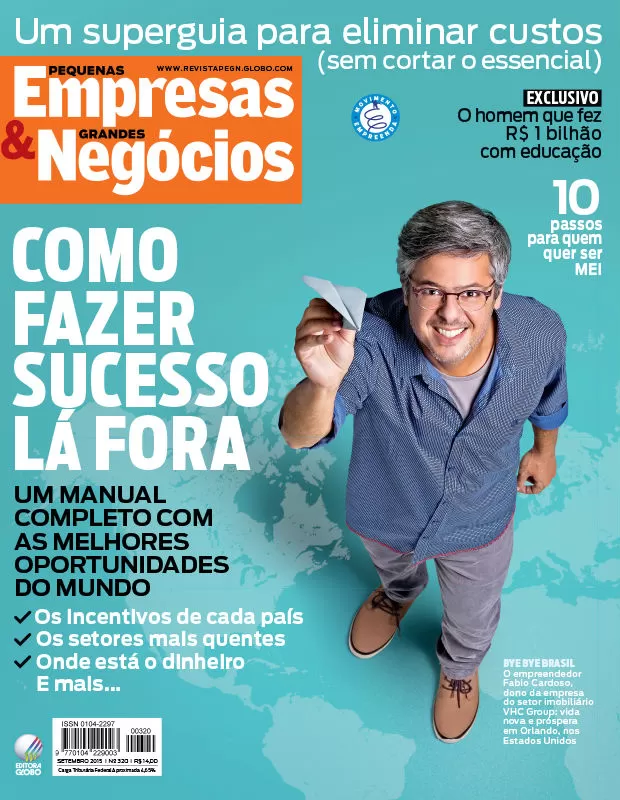 Um superguia para eliminar custos
(sem cortar o essencial)
PEQUENAS
WWW.REVISTAPEGN.GLOBO.COM
Empresas
& GRANDES
Negócios
MOVIMENTO
EMPREENDA
EXCLUSIVO
O homem que fez
R$ 1 bilhão
com educação
10
passos
para quem
quer ser
MEI
COMO
FAZER
SUCESSO
LÁ FORA
UM MANUAL
COMPLETO COM
AS MELHORES
OPORTUNIDADES
DO MUNDO
Os incentivos de cada país
Os setores mais quentes
Onde está o dinheiro
E mais...
BYE BYE BRASIL
O empreendedor
Fabio Cardoso,
dono da empresa
do setor imobiliário
VHC Group: vida
nova e próspera
em Orlando, nos
Estados Unidos
ISSN 0104-2297
00320
9 770104 229003
SETEMBRO 2015 I Nº 320 I R$ 14,00
Carga Tributária Federal Aproximada 4,65%
EDITORA
GLOBO